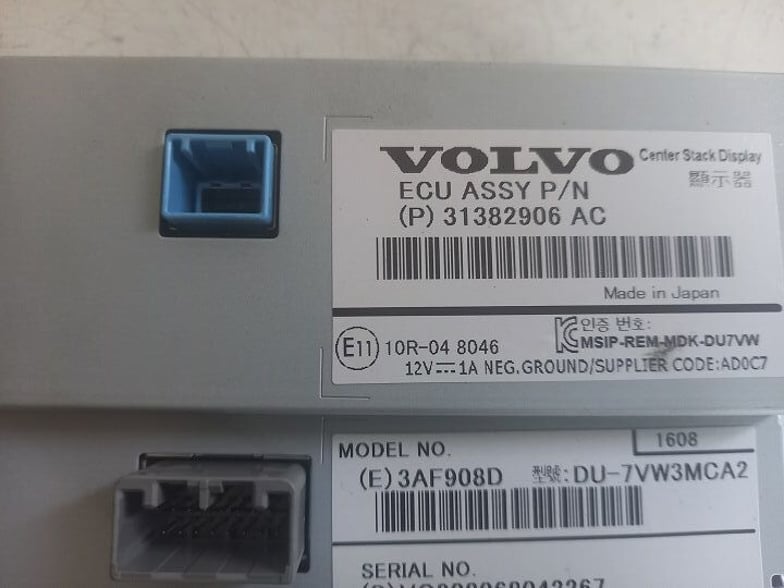 VOLVO Center Stack Display
顯示器
ECU ASSY P/N
(P) 31382906 AC
Made in Japan
E11 10R-04 8046
인증 번호:
MSIP-REM-MDK-DU7VW
12V⎓1A NEG.GROUND/SUPPLIER CODE:AD0C7
1608
MODEL NO.
(E)3AF908D 型號:DU-7VW3MCA2
SERIAL NO.